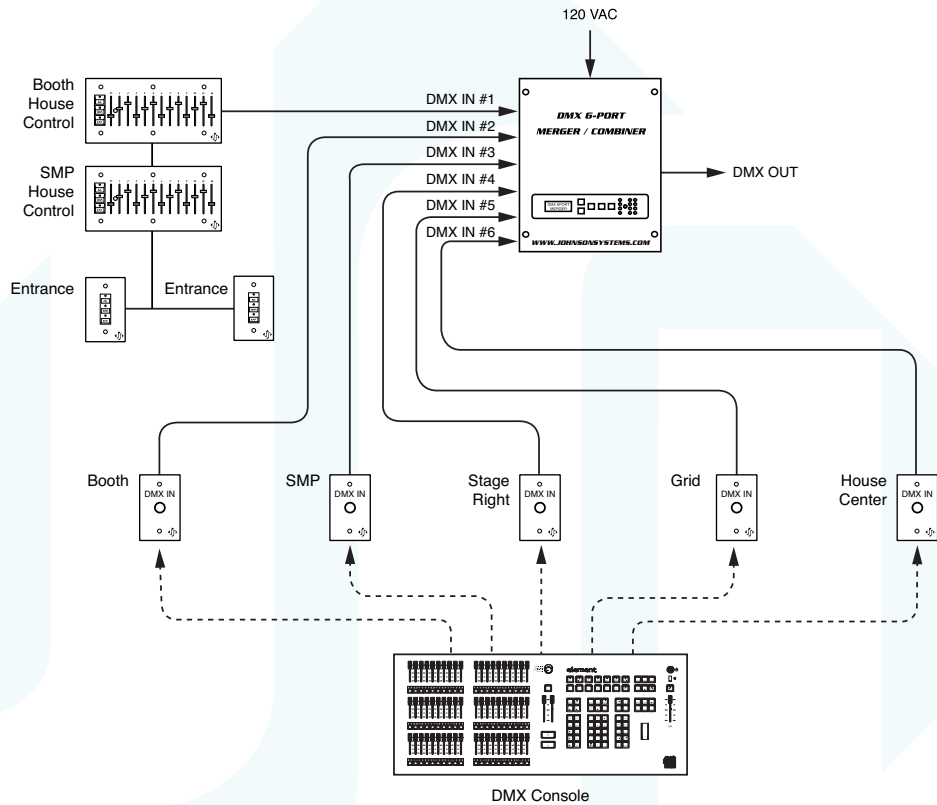 120 VAC
Booth
House
Control
SMP
House
Control
Entrance
Entrance
DMX IN #1
DMX IN #2
DMX IN #3
DMX IN #4
DMX IN #5
DMX IN #6
DMX 6-PORT
MERGER / COMBINER
DMX 6PORT
MERGER
WWW.JOHNSONSYSTEMS.COM
DMX OUT
Booth
DMX IN
SMP
DMX IN
Stage
Right
DMX IN
Grid
DMX IN
House
Center
DMX IN
element
DMX Console